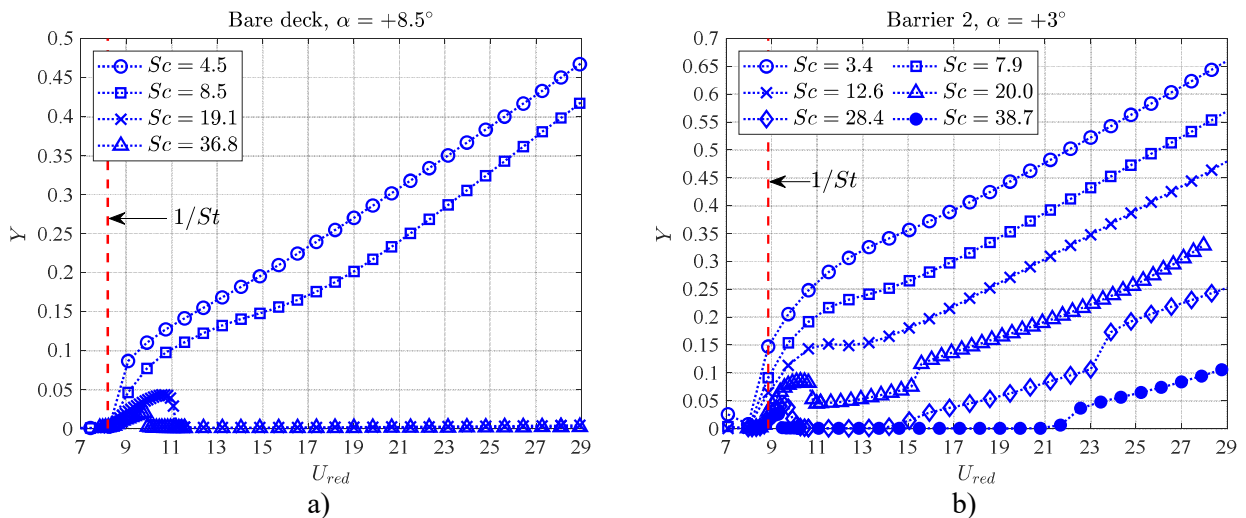 Bare deck, α = +8.5°
0.5
0.45
0.4
0.35
0.3
0.25
0.2
0.15
0.1
0.05
0
Y
Sc = 4.5
Sc = 8.5
Sc = 19.1
Sc = 36.8
1/St
7 9 11 13 15 17 19 21 23 25 27 29
U_red
a)
Barrier 2, α = +3°
0.7
0.65
0.6
0.55
0.5
0.45
0.4
0.35
0.3
0.25
0.2
0.15
0.1
0.05
0
Y
Sc = 3.4 Sc = 7.9
Sc = 12.6 Sc = 20.0
Sc = 28.4 Sc = 38.7
1/St
7 9 11 13 15 17 19 21 23 25 27 29
U_red
b)